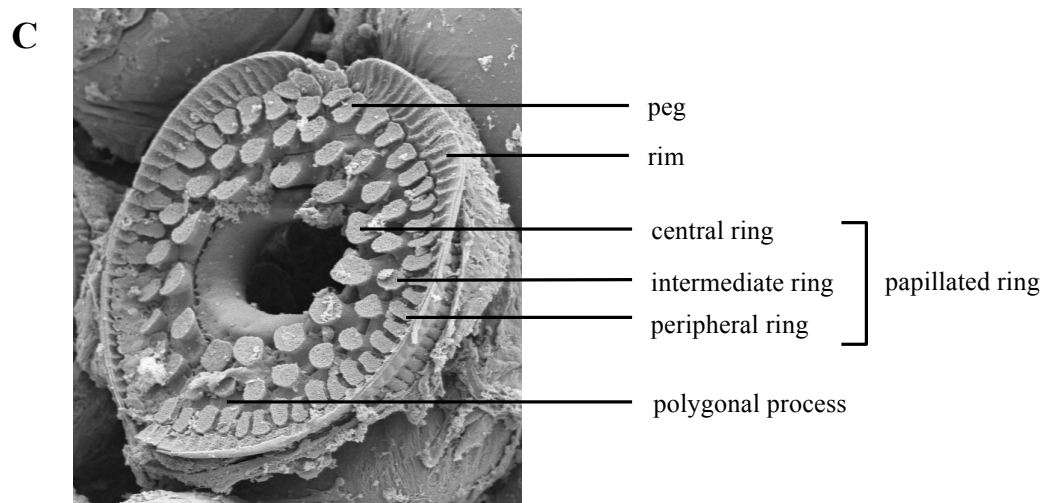 C
peg
rim
central ring
intermediate ring
papillated ring
peripheral ring
polygonal process